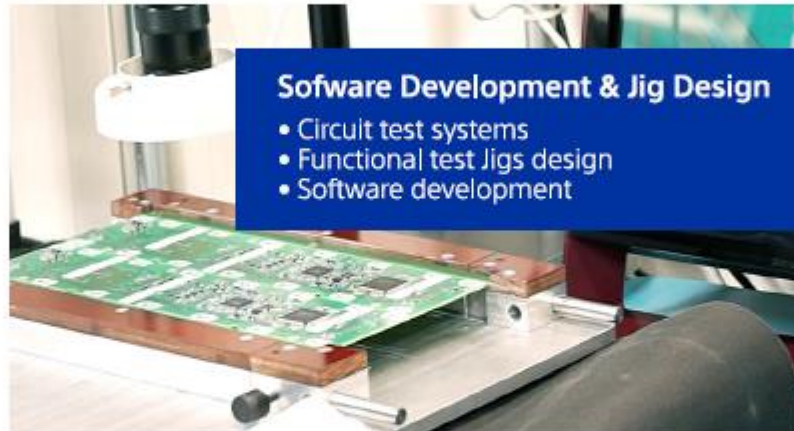 Sofware Development & Jig Design
• Circuit test systems
• Functional test Jigs design
• Software development